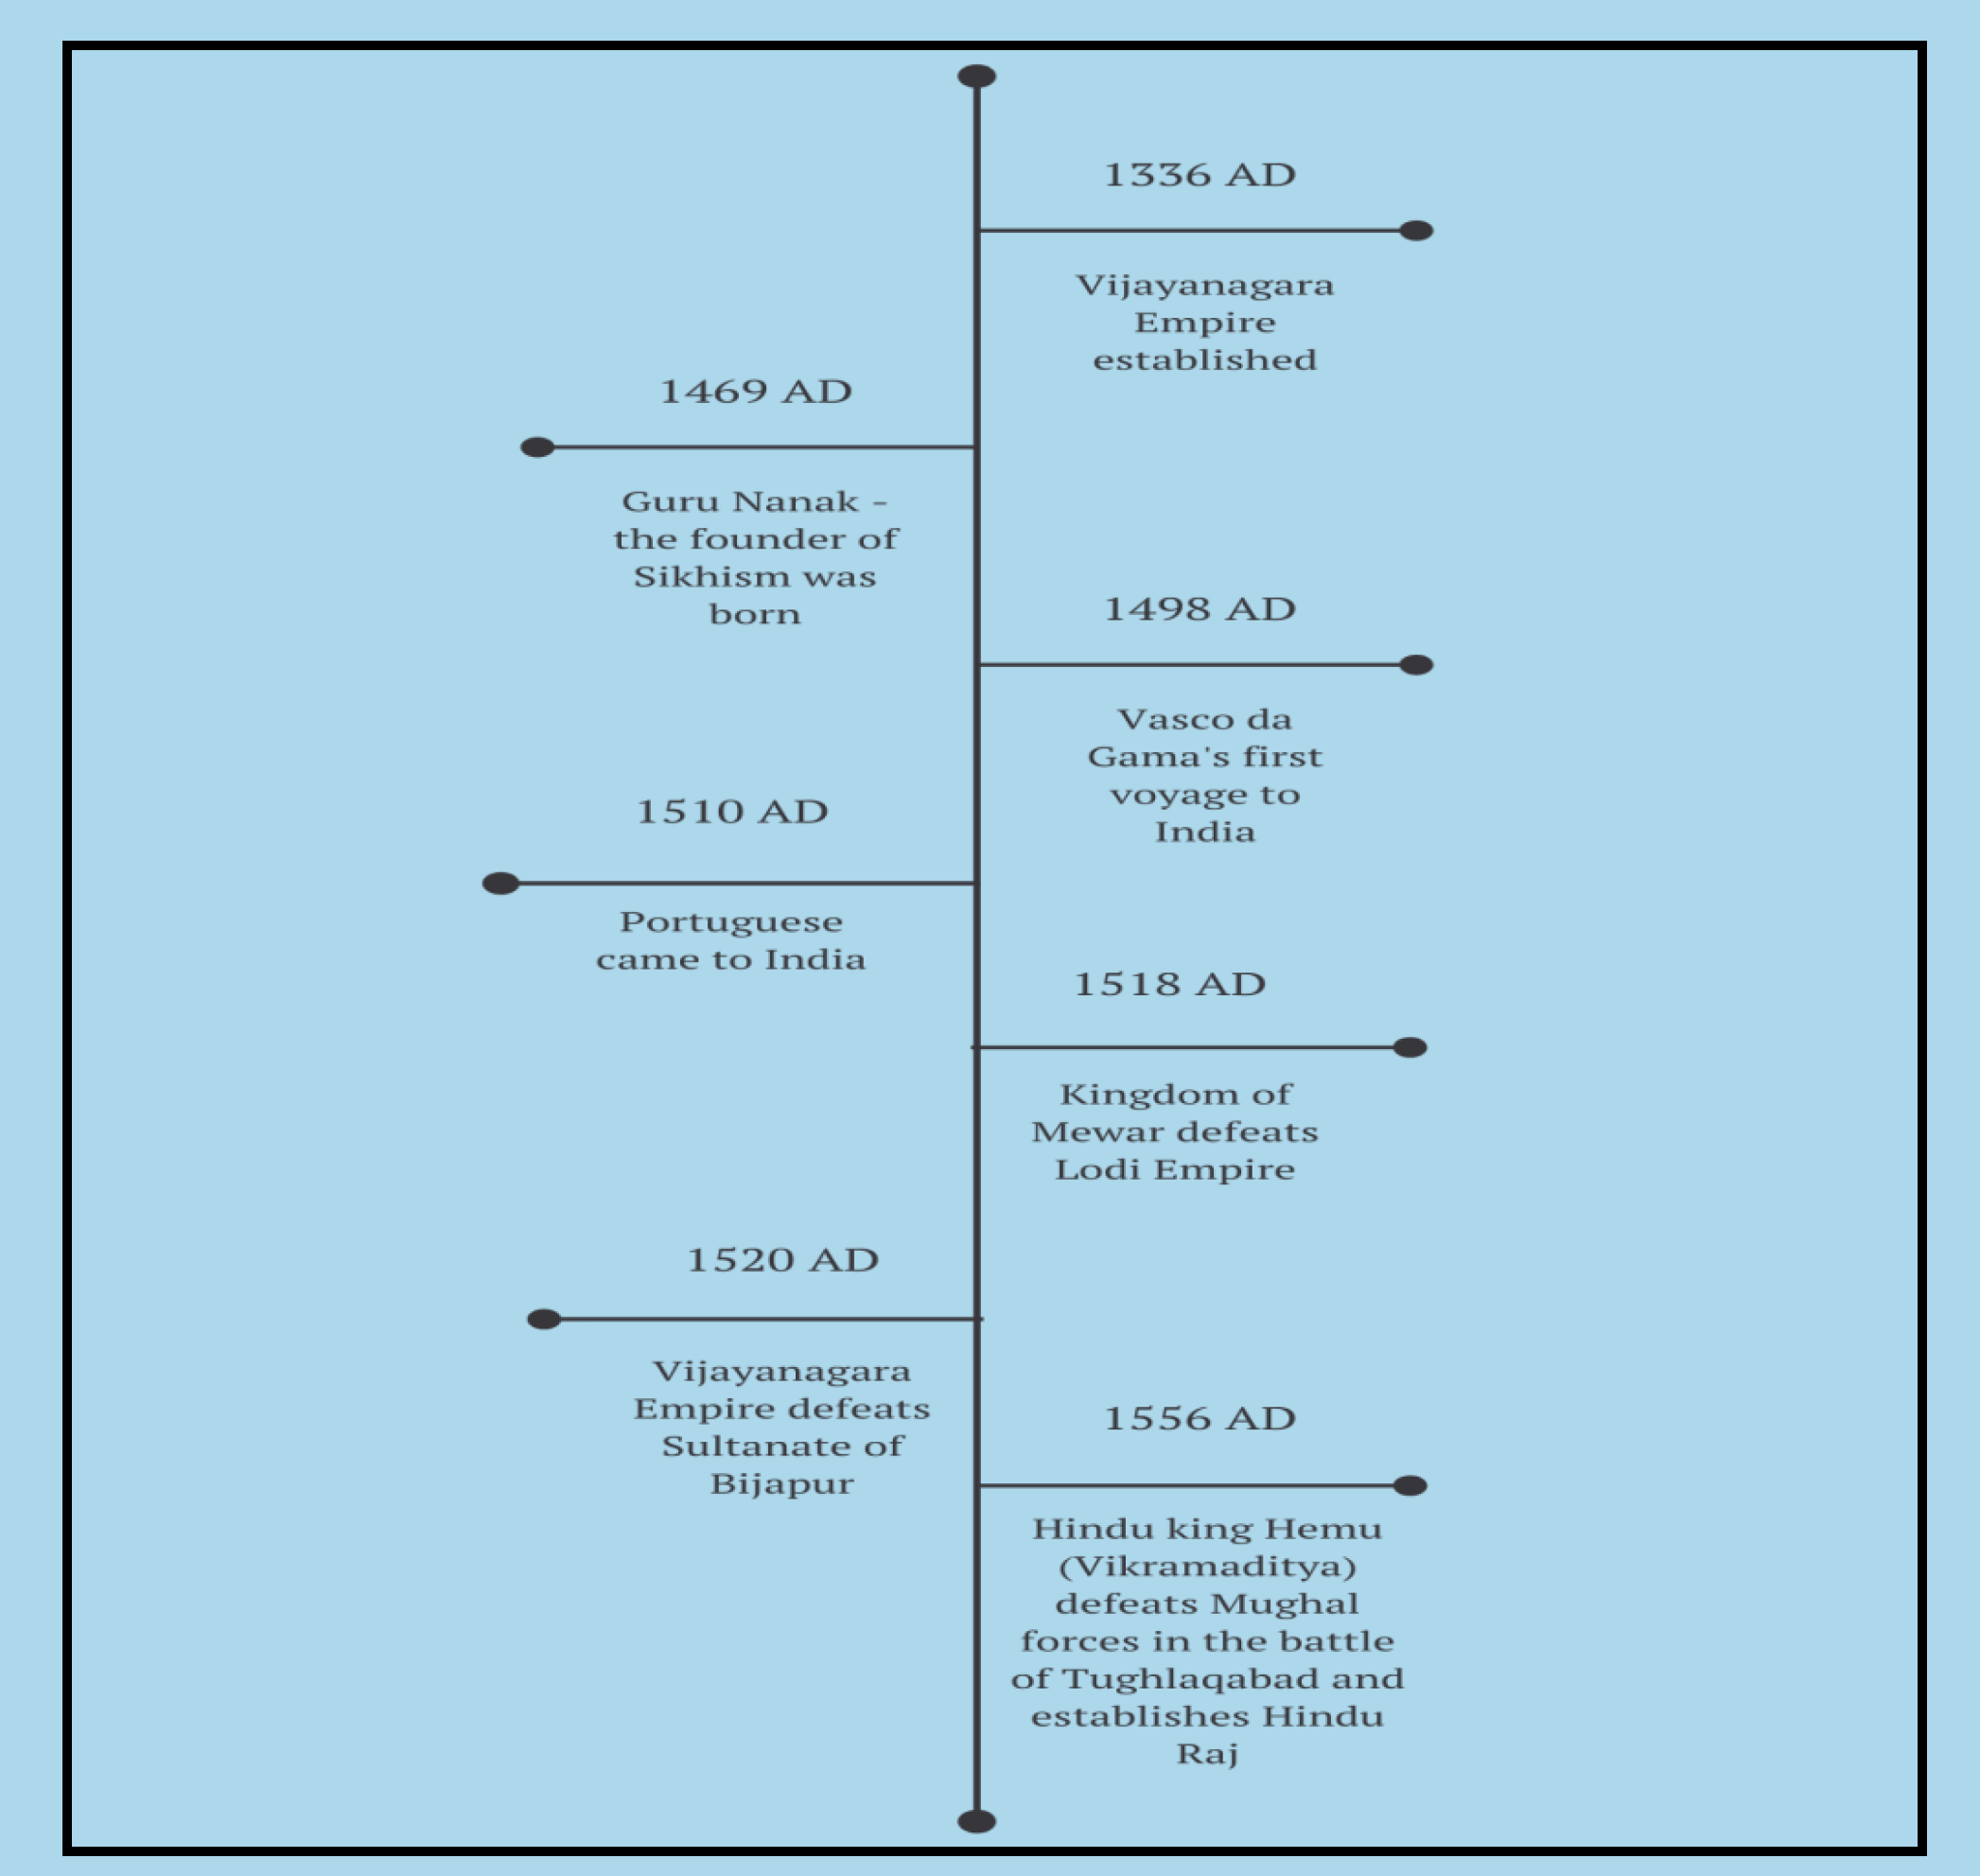 1336 AD
Vijayanagara
Empire
established
1469 AD
Guru Nanak -
the founder of
Sikhism was
born
1498 AD
Vasco da
Gama's first
voyage to
India
1510 AD
Portuguese
came to India
1518 AD
Kingdom of
Mewar defeats
Lodi Empire
1520 AD
Vijayanagara
Empire defeats
Sultanate of
Bijapur
1556 AD
Hindu king Hemu
(Vikramaditya)
defeats Mughal
forces in the battle
of Tughlaqabad and
establishes Hindu
Raj